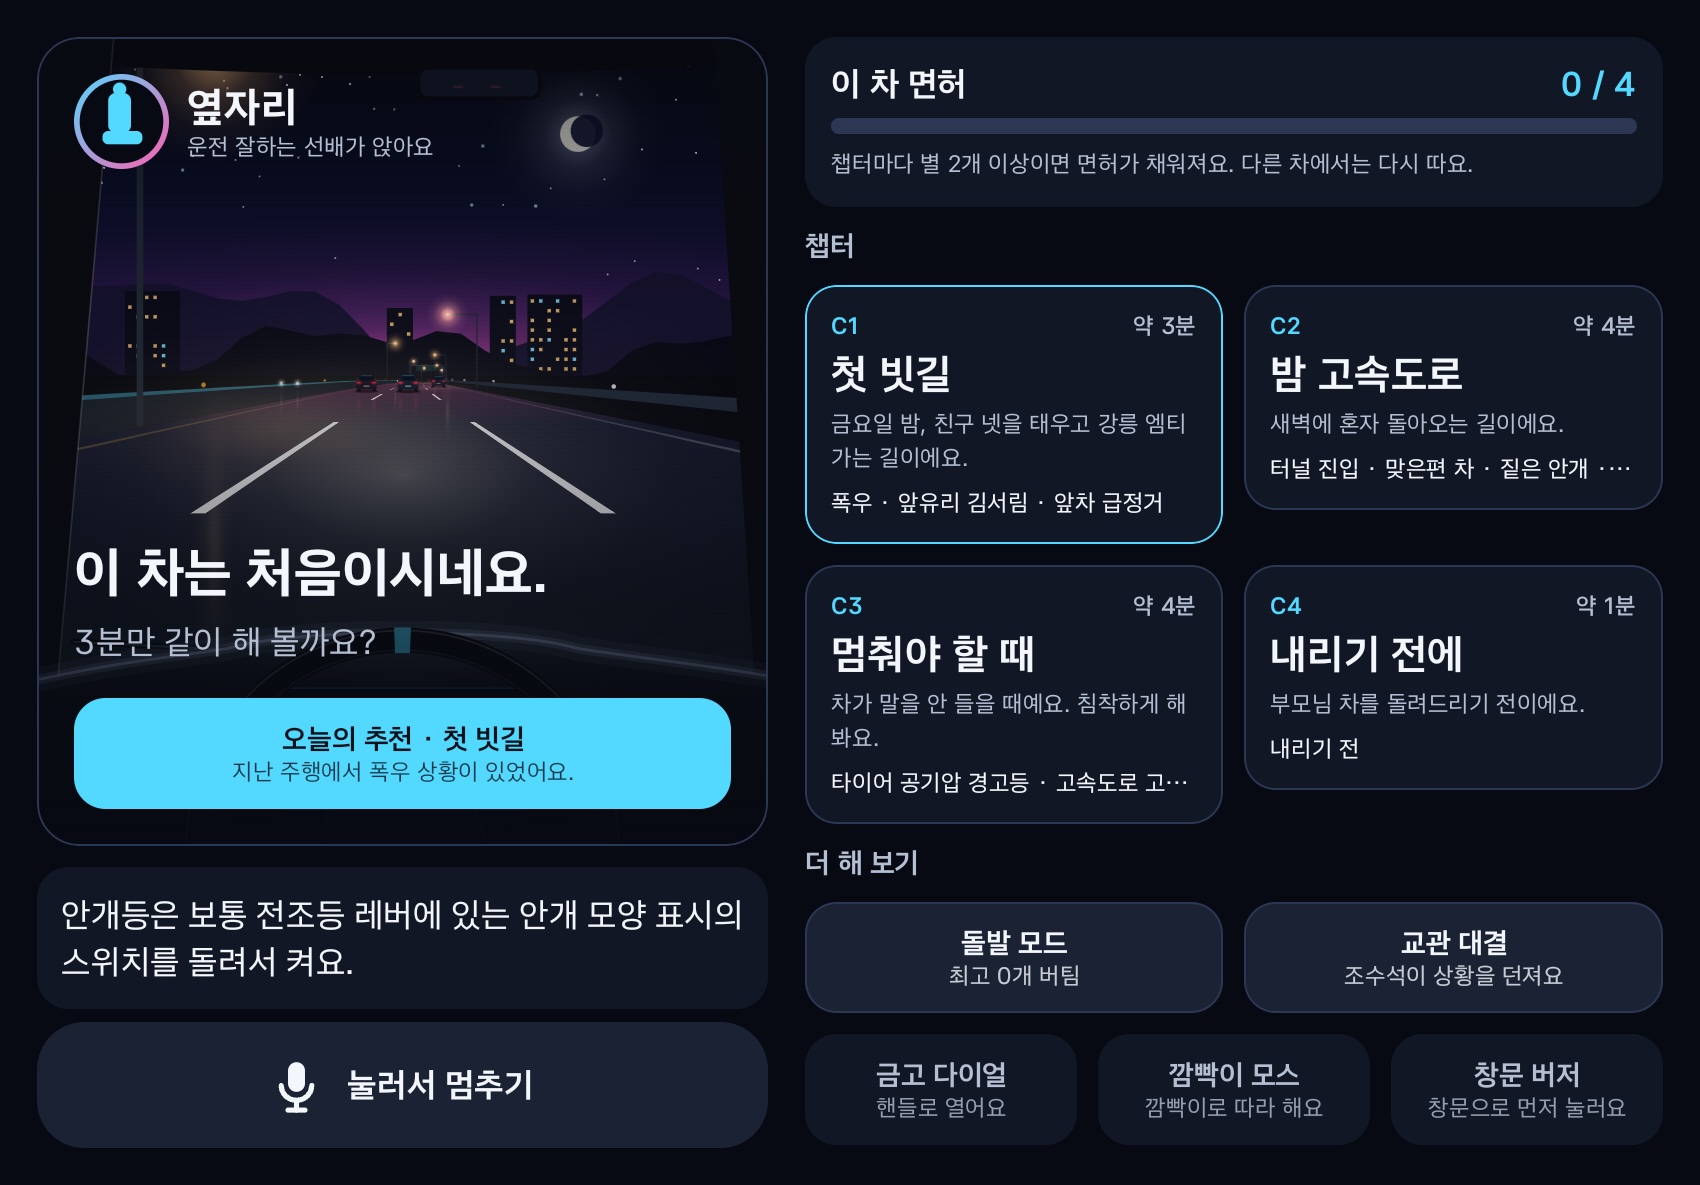 옆자리
운전 잘하는 선배가 앉아요
이 차는 처음이시네요.
3분만 같이 해 볼까요?
오늘의 추천 · 첫 빗길
지난 주행에서 폭우 상황이 있었어요.
안개등은 보통 전조등 레버에 있는 안개 모양 표시의
스위치를 돌려서 켜요.
눌러서 멈추기
이 차 면허
0 / 4
챕터마다 별 2개 이상이면 면허가 채워져요. 다른 차에서는 다시 따요.
챕터
C1
약 3분
첫 빗길
금요일 밤, 친구 넷을 태우고 강릉 엠티
가는 길이에요.
폭우 · 앞유리 김서림 · 앞차 급정거
C2
약 4분
밤 고속도로
새벽에 혼자 돌아오는 길이에요.
터널 진입 · 맞은편 차 · 짙은 안개 · …
C3
약 4분
멈춰야 할 때
차가 말을 안 들을 때예요. 침착하게 해
봐요.
타이어 공기압 경고등 · 고속도로 고…
C4
약 1분
내리기 전에
부모님 차를 돌려드리기 전이에요.
내리기 전
더 해 보기
돌발 모드
최고 0개 버팀
교관 대결
조수석이 상황을 던져요
금고 다이얼
핸들로 열어요
깜빡이 모스
깜빡이로 따라 해요
창문 버저
창문으로 먼저 눌러요